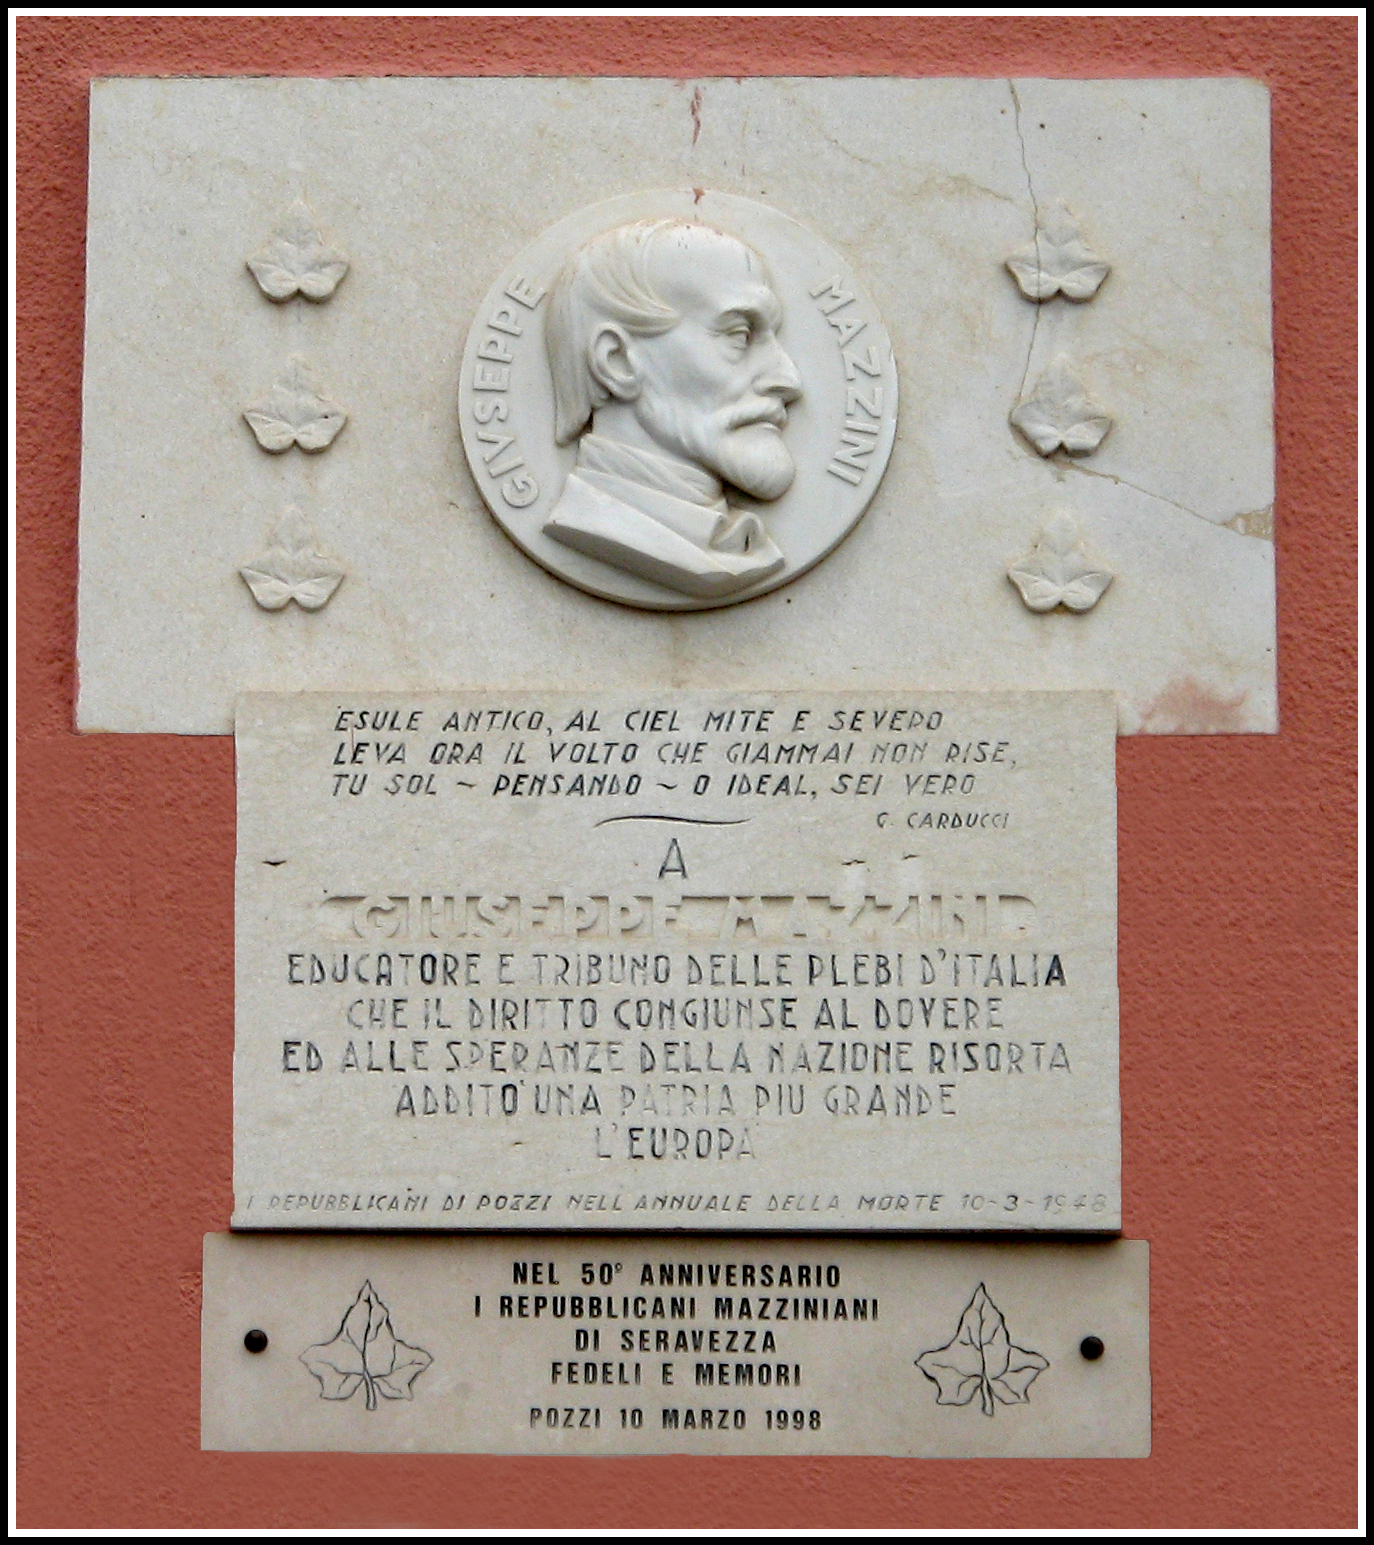 GIVSEPPE MAZZINI
ESULE ANTICO, AL CIEL MITE E SEVERO
LEVA ORA IL VOLTO CHE GIAMMAI NON RISE,
TU SOL ~ PENSANDO ~ O IDEAL, SEI VERO
G. CARDUCCI
A
GIUSEPPE MAZZINI
EDUCATORE E TRIBUNO DELLE PLEBI D'ITALIA
CHE IL DIRITTO CONGIUNSE AL DOVERE
ED ALLE SPERANZE DELLA NAZIONE RISORTA
ADDITO' UNA PATRIA PIU GRANDE
L'EUROPA
I REPUBBLICANI DI POZZI NELL'ANNUALE DELLA MORTE 10-3-1948
NEL 50° ANNIVERSARIO
I REPUBBLICANI MAZZINIANI
DI SERAVEZZA
FEDELI E MEMORI
POZZI 10 MARZO 1998